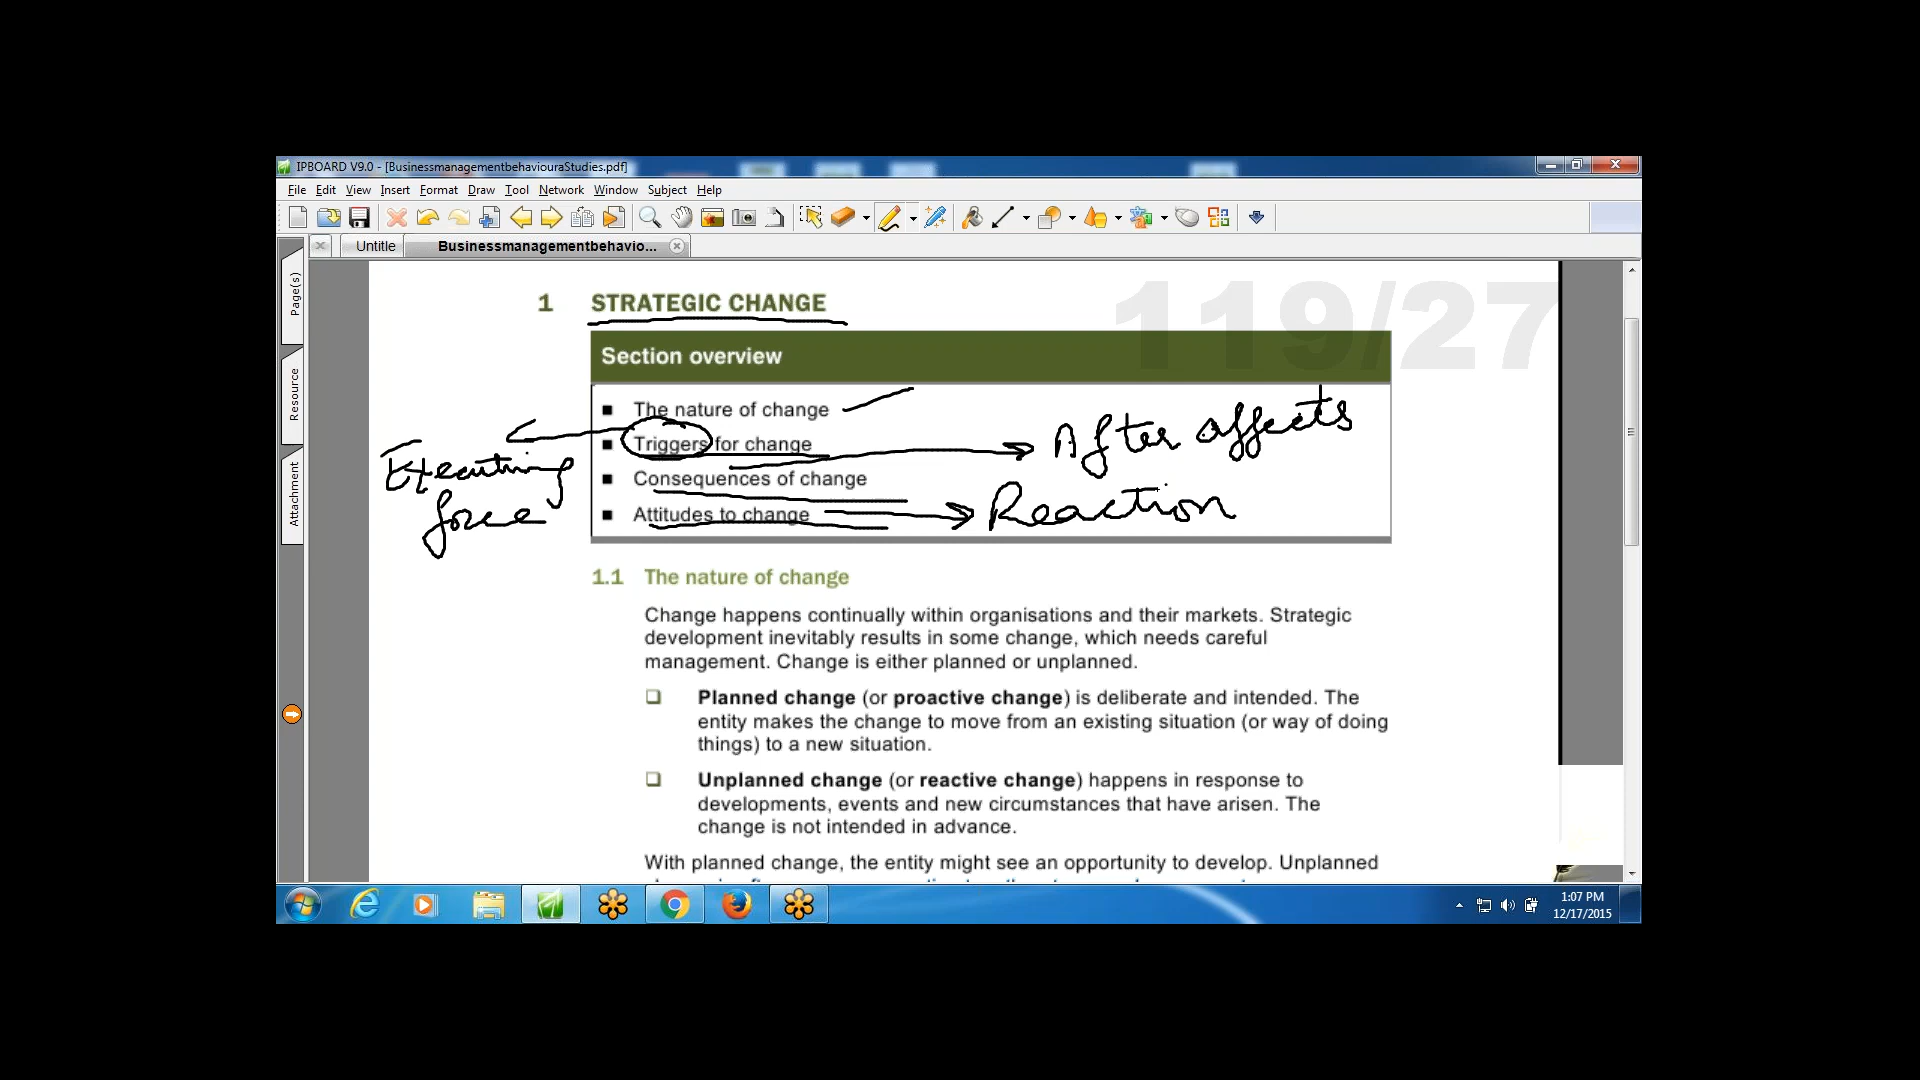 IPBOARD V9.0 - [BusinessmanagementbehaviouraStudies.pdf]
File Edit View Insert Format Draw Tool Network Window Subject Help
Untitle Businessmanagementbehavio...
Page(s)
Resource
Attachment
119/27
1 STRATEGIC CHANGE
Section overview
The nature of change
Triggers for change
Consequences of change
Attitudes to change
Executing
force
After affects
Reaction
1.1 The nature of change
Change happens continually within organisations and their markets. Strategic
development inevitably results in some change, which needs careful
management. Change is either planned or unplanned.
Planned change (or proactive change) is deliberate and intended. The
entity makes the change to move from an existing situation (or way of doing
things) to a new situation.
Unplanned change (or reactive change) happens in response to
developments, events and new circumstances that have arisen. The
change is not intended in advance.
With planned change, the entity might see an opportunity to develop. Unplanned
1:07 PM
12/17/2015